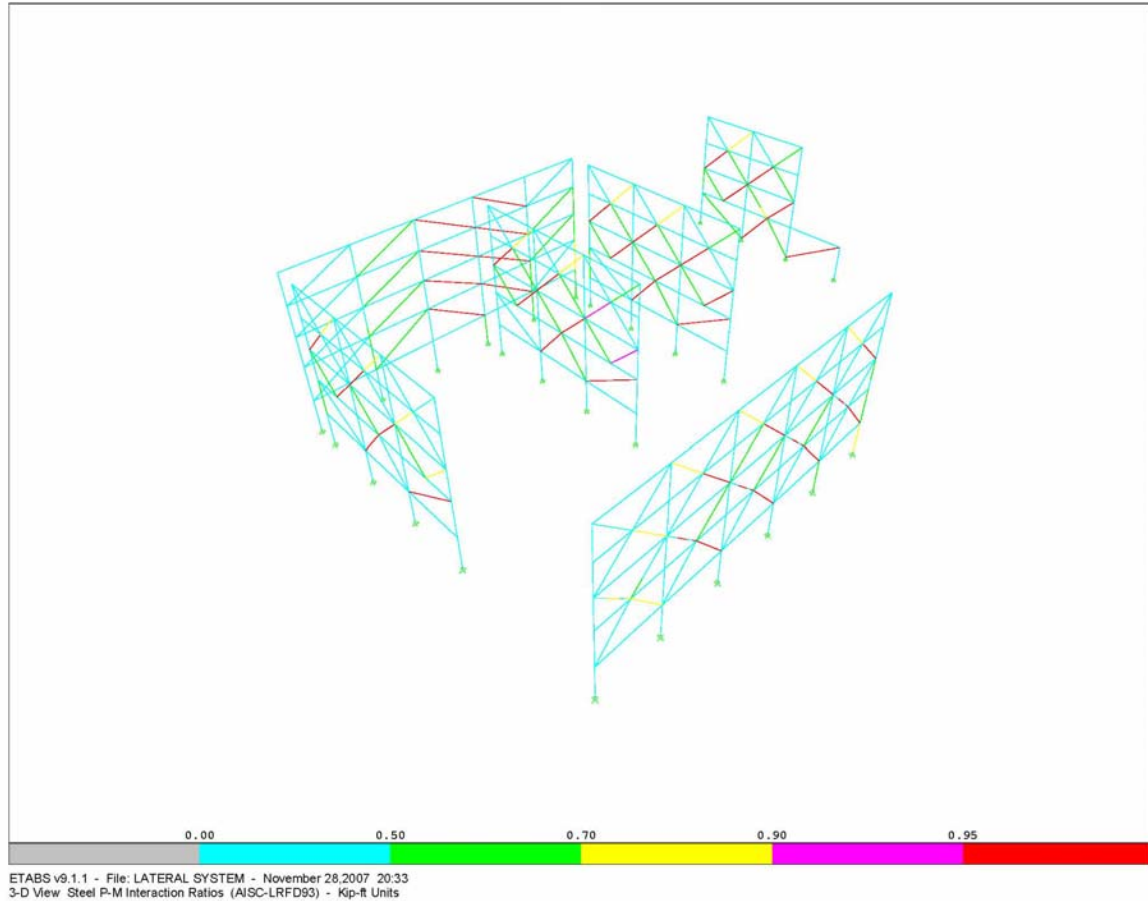 0.00 0.50 0.70 0.90 0.95
ETABS v9.1.1 - File: LATERAL SYSTEM - November 28,2007 20:33
3-D View Steel P-M Interaction Ratios (AISC-LRFD93) - Kip-ft Units